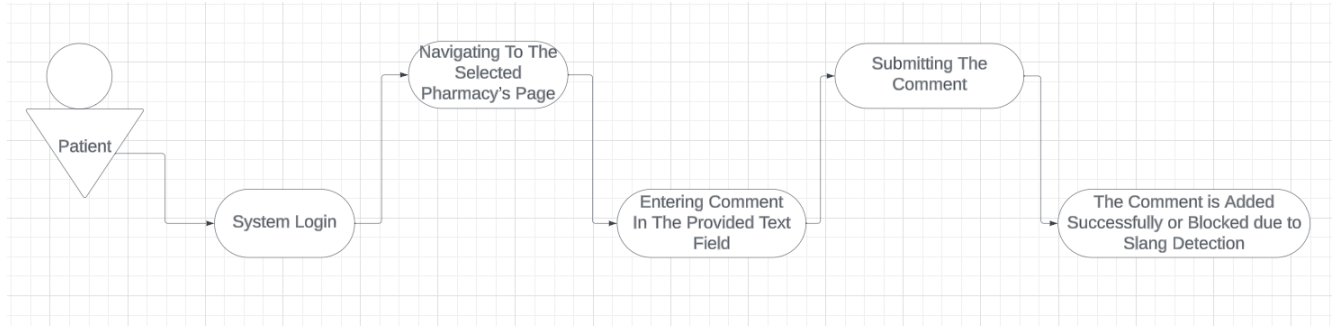 Patient
System Login
Navigating To The
Selected
Pharmacy's Page
Entering Comment
In The Provided Text
Field
Submitting The
Comment
The Comment is Added
Successfully or Blocked due to
Slang Detection